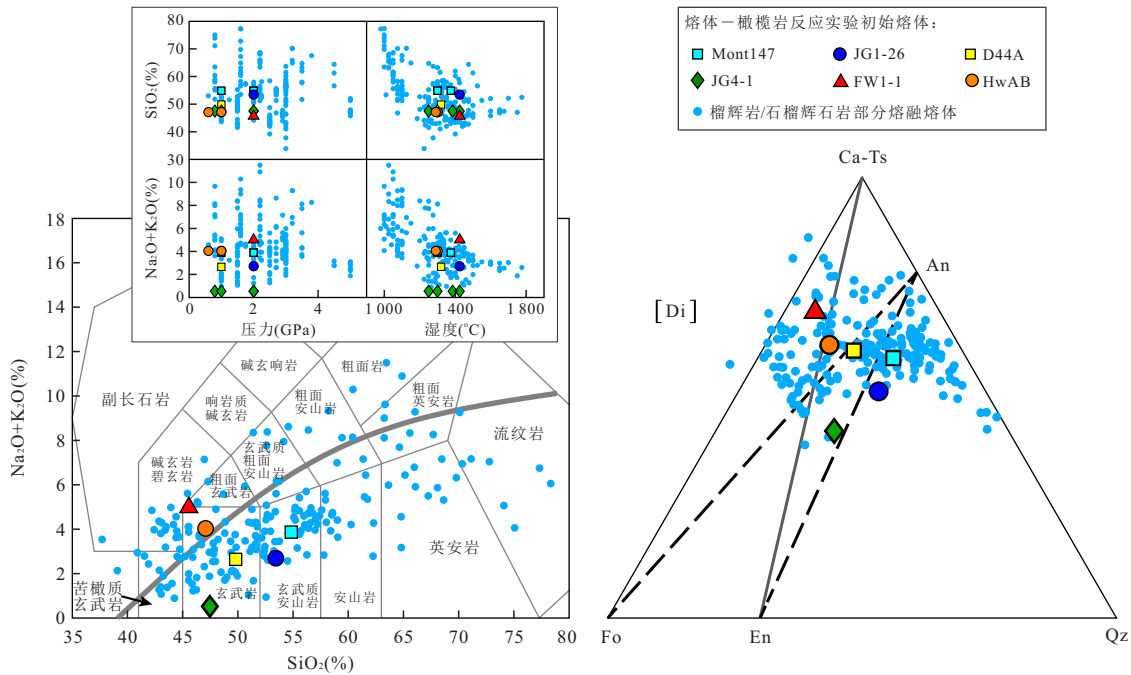 熔体－橄榄岩反应实验初始熔体：
Mont147
JG1-26
D44A
JG4-1
FW1-1
HwAB
榴辉岩/石榴辉石岩部分熔融熔体
80
70
60
50
40
30
SiO₂(%)
10
8
6
4
2
0
Na₂O+K₂O(%)
0
2
4
压力(GPa)
1 000
1 400
1 800
湿度(℃)
18
16
14
12
10
8
6
4
2
0
Na₂O+K₂O(%)
碱玄响岩
粗面岩
副长石岩
响岩质
碱玄岩
粗面
安山岩
粗面
英安岩
流纹岩
碱玄岩
碧玄岩
玄武质
粗面
安山岩
粗面
玄武岩
英安岩
苦橄质
玄武岩
玄武岩
玄武质
安山岩
安山岩
35
40
45
50
55
60
65
70
75
80
SiO₂(%)
Ca-Ts
An
[Di]
Fo
En
Qz